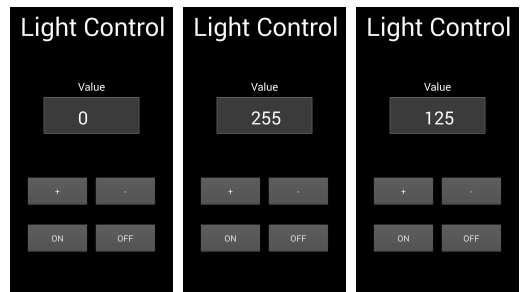 Light Control
Value
0
+ -
ON OFF
Light Control
Value
255
+ -
ON OFF
Light Control
Value
125
+ -
ON OFF